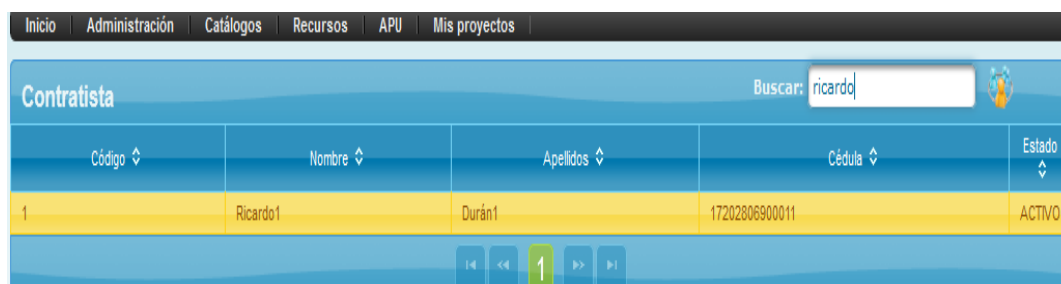 Inicio Administración Catálogos Recursos APU Mis proyectos
Contratista Buscar: ricardo
Código Nombre Apellidos Cédula Estado
1 Ricardo1 Durán1 17202806900011 ACTIVO
1